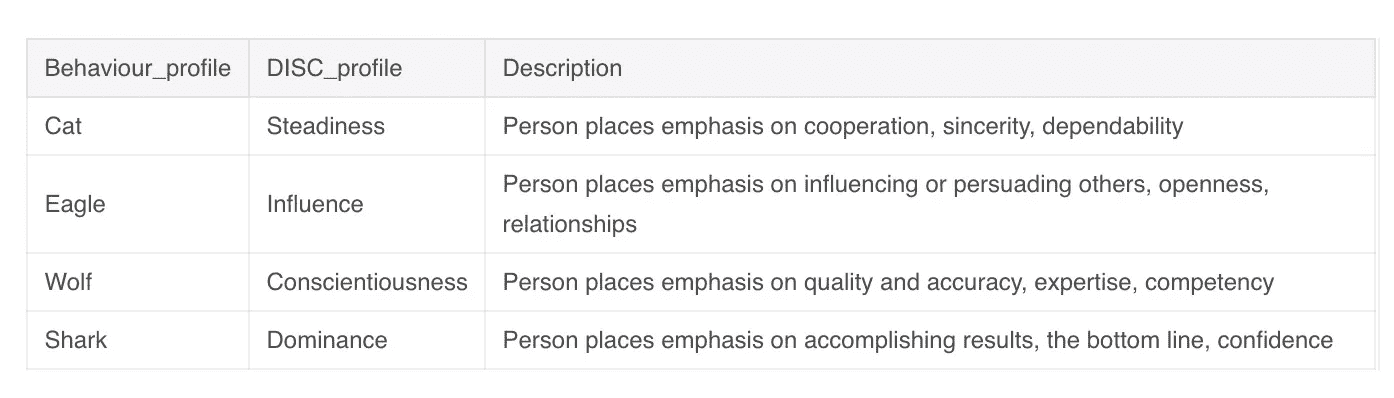 Behaviour_profile DISC_profile Description
Cat Steadiness Person places emphasis on cooperation, sincerity, dependability
Eagle Influence Person places emphasis on influencing or persuading others, openness,
relationships
Wolf Conscientiousness Person places emphasis on quality and accuracy, expertise, competency
Shark Dominance Person places emphasis on accomplishing results, the bottom line, confidence